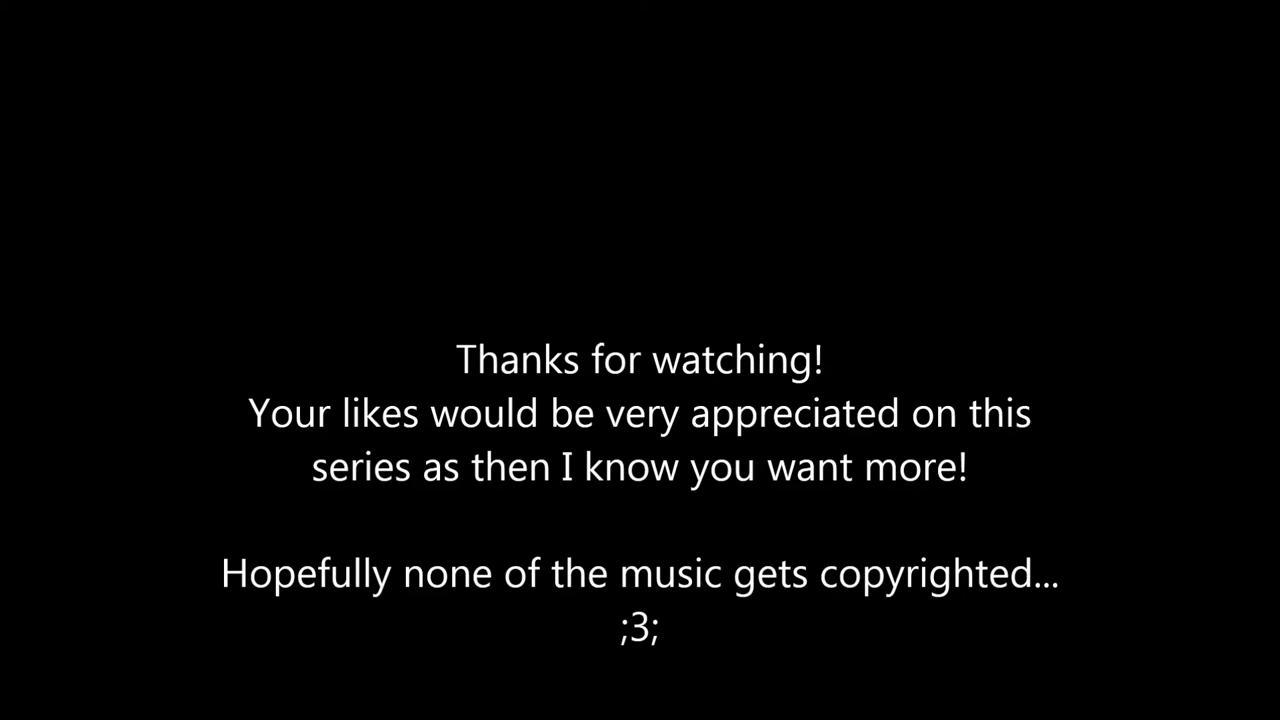 Thanks for watching!
Your likes would be very appreciated on this
series as then I know you want more!
Hopefully none of the music gets copyrighted...
;3;